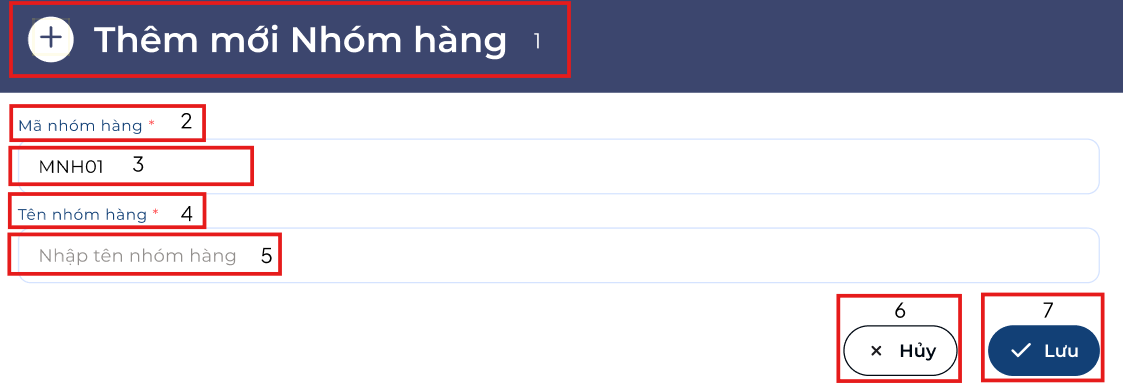 Thêm mới Nhóm hàng 1
Mã nhóm hàng * 2
MNH01 3
Tên nhóm hàng * 4
Nhập tên nhóm hàng 5
6 7
Hủy Lưu